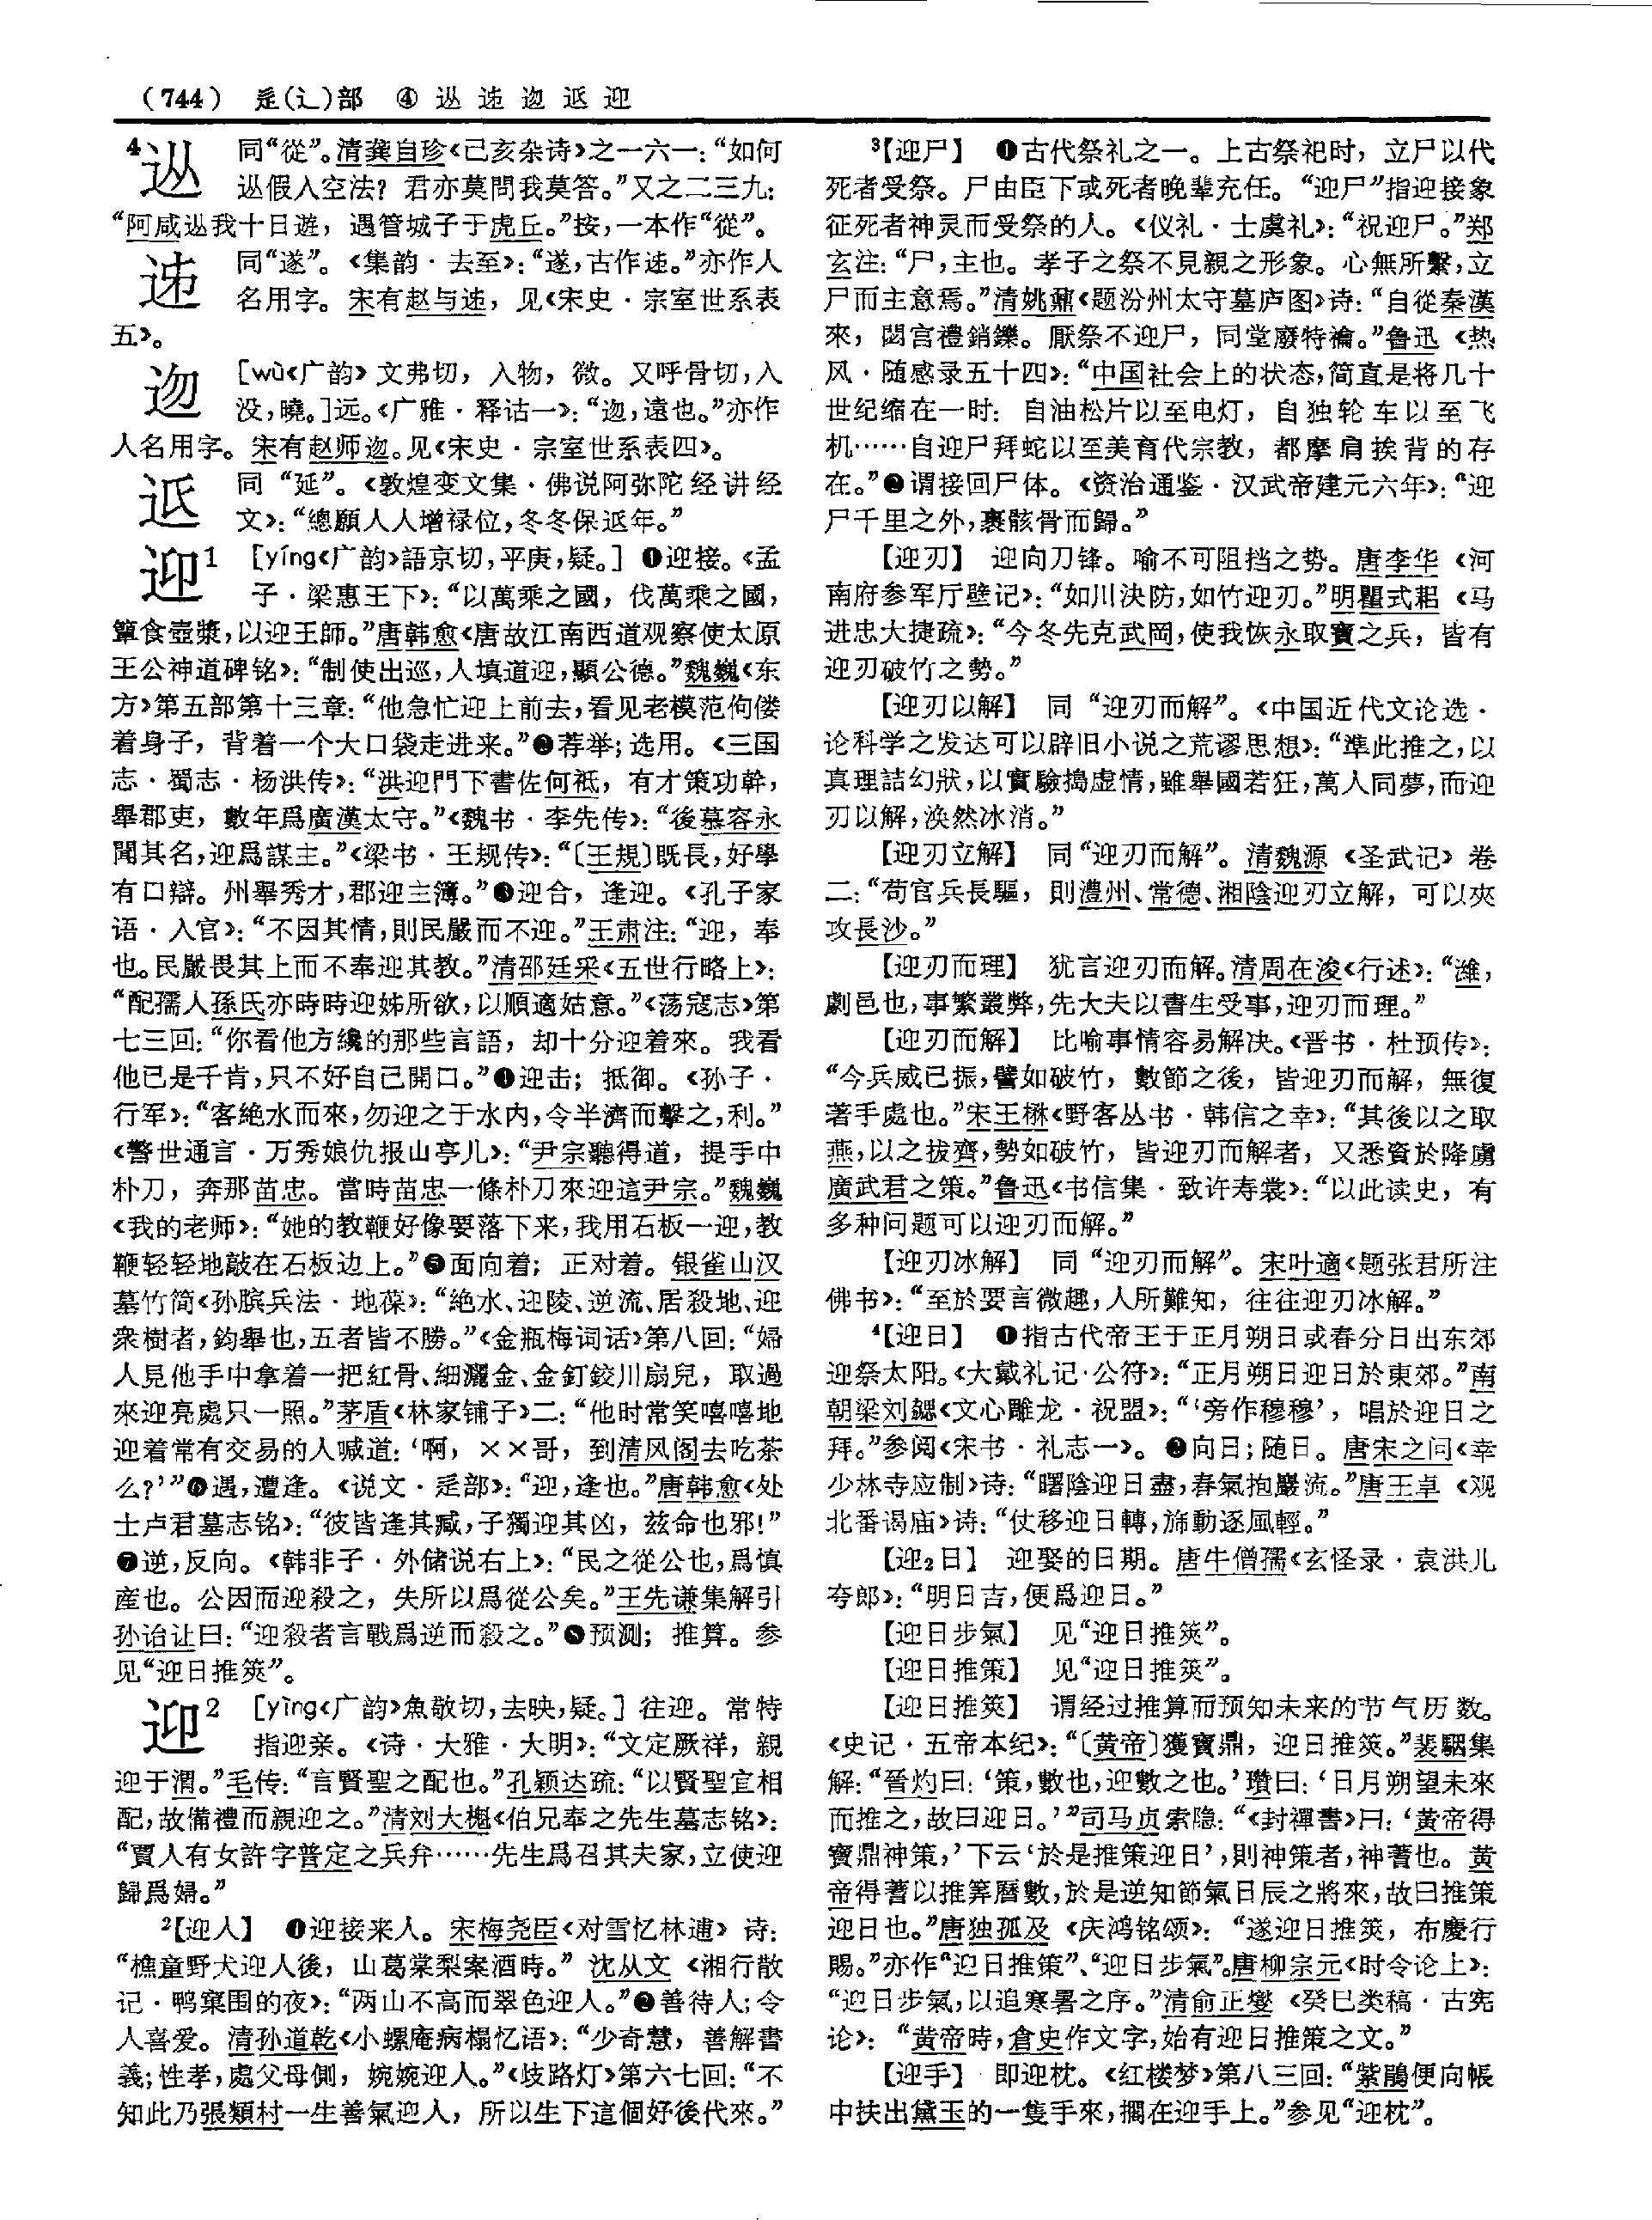 （744） 辵(辶)部 ④ 迯 迏 迡 迉 迎
同“從”。清龚自珍《己亥杂诗》之一六一：“如何
假入空法？君亦莫問我莫答。”又之二三九：
“阿咸我十日遊，遇管城子于虎丘。”按，一本作“從”。
同“遂”。《集韵·去至》：“遂，古作。”亦作人
名用字。宋有赵与，见《宋史·宗室世系表
五》。
迕 [wù《广韵》文弗切，入物，微。又呼骨切，入
没，曉。]远。《广雅·释诂一》：“，遠也。”亦作
人名用字。宋有赵师。见《宋史·宗室世系表四》。
同“延”。《敦煌变文集·佛说阿弥陀经讲经
文》：“總願人人增禄位，冬冬保年。”
迎1 [yíng《广韵》語京切，平庚，疑。]❶迎接。《孟
子·梁惠王下》：“以萬乘之國，伐萬乘之國，
簞食壺漿，以迎王師。”唐韩愈《唐故江南西道观察使太原
王公神道碑铭》：“制使出巡，人填道迎，顯公德。”魏巍《东
方》第五部第十三章：“他急忙迎上前去，看见老模范佝偻
着身子，背着一个大口袋走进来。”❷荐举；选用。《三国
志·蜀志·杨洪传》：“洪迎門下書佐何祗，有才策功幹，
舉郡吏，數年爲廣漢太守。”《魏书·李先传》：“後慕容永
聞其名，迎爲謀主。”《梁书·王规传》：“〔王規〕既長，好學
有口辯。州舉秀才，郡迎主簿。”❸迎合，逢迎。《孔子家
语·入官》：“不因其情，則民嚴而不迎。”王肃注：“迎，奉
也。民嚴畏其上而不奉迎其教。”清邵廷采《五世行略上》：
“配孺人孫氏亦時時迎姊所欲，以順適姑意。”《荡寇志》第
七三回：“你看他方纔的那些言語，却十分迎着來。我看
他已是千肯，只不好自己開口。”❹迎击；抵御。《孙子·
行军》：“客絶水而來，勿迎之于水内，令半濟而擊之，利。”
《警世通言·万秀娘仇报山亭儿》：“尹宗聽得道，提手中
朴刀，奔那苗忠。當時苗忠一條朴刀來迎這尹宗。”魏巍
《我的老师》：“她的教鞭好像要落下来，我用石板一迎，教
鞭轻轻地敲在石板边上。”❺面向着；正对着。银雀山汉
墓竹简《孙膑兵法·地葆》：“絶水、迎陵、逆流、居殺地、迎
衆樹者，鈞舉也，五者皆不勝。”《金瓶梅词话》第八回：“婦
人見他手中拿着一把紅骨、細灑金、金釘鉸川扇兒，取過
來迎亮處只一照。”茅盾《林家铺子》二：“他时常笑嘻嘻地
迎着常有交易的人喊道：‘啊，××哥，到清风阁去吃茶
么？’”❻遇，遭逢。《说文·辵部》：“迎，逢也。”唐韩愈《处
士卢君墓志铭》：“彼皆逢其臧，子獨迎其凶，兹命也邪！”
❼逆，反向。《韩非子·外储说右上》：“民之從公也，爲慎
産也。公因而迎殺之，失所以爲從公矣。”王先谦集解引
孙诒让曰：“迎殺者言戰爲逆而殺之。”❽预测；推算。参
见“迎日推筴”。
迎2 [yìng《广韵》魚敬切，去映，疑。]往迎。常特
指迎亲。《诗·大雅·大明》：“文定厥祥，親
迎于渭。”毛传：“言賢聖之配也。”孔颖达疏：“以賢聖宜相
配，故備禮而親迎之。”清刘大櫆《伯兄奉之先生墓志铭》：
“賈人有女許字普定之兵弁……先生爲召其夫家，立使迎
歸爲婦。”
2【迎人】 ❶迎接来人。宋梅尧臣《对雪忆林逋》诗：
“樵童野犬迎人後，山葛棠梨案酒時。”沈从文《湘行散
记·鸭窠围的夜》：“两山不高而翠色迎人。”❷善待人；令
人喜爱。清孙道乾《小螺庵病榻忆语》：“少奇慧，善解書
義；性孝，處父母側，婉婉迎人。”《歧路灯》第六七回：“不
知此乃張類村一生善氣迎人，所以生下這個好後代來。”
3【迎尸】 ❶古代祭礼之一。上古祭祀时，立尸以代
死者受祭。尸由臣下或死者晚辈充任。“迎尸”指迎接象
征死者神灵而受祭的人。《仪礼·士虞礼》：“祝迎尸。”郑
玄注：“尸，主也。孝子之祭不見親之形象。心無所繫，立
尸而主意焉。”清姚鼐《题汾州太守墓庐图》诗：“自從秦漢
來，閟宫禮銷鑠。厭祭不迎尸，同堂廢特禴。”鲁迅《热
风·随感录五十四》：“中国社会上的状态，简直是将几十
世纪缩在一时：自油松片以至电灯，自独轮车以至飞
机……自迎尸拜蛇以至美育代宗教，都摩肩挨背的存
在。”❷谓接回尸体。《资治通鉴·汉武帝建元六年》：“迎
尸千里之外，裹骸骨而歸。”
【迎刃】 迎向刀锋。喻不可阻挡之势。唐李华《河
南府参军厅壁记》：“如川決防，如竹迎刃。”明瞿式耜《马
进忠大捷疏》：“今冬先克武岡，使我恢永取寶之兵，皆有
迎刃破竹之勢。”
【迎刃以解】 同“迎刃而解”。《中国近代文论选·
论科学之发达可以辟旧小说之荒谬思想》：“準此推之，以
真理詰幻狀，以實驗搗虚情，雖舉國若狂，萬人同夢，而迎
刃以解，渙然冰消。”
【迎刃立解】 同“迎刃而解”。清魏源《圣武记》卷
二：“苟官兵長驅，則澧州、常德、湘陰迎刃立解，可以夾
攻長沙。”
【迎刃而理】 犹言迎刃而解。清周在浚《行述》：“濰，
劇邑也，事繁叢弊，先大夫以書生受事，迎刃而理。”
【迎刃而解】 比喻事情容易解决。《晋书·杜预传》：
“今兵威已振，譬如破竹，數節之後，皆迎刃而解，無復
著手處也。”宋王楙《野客丛书·韩信之幸》：“其後以之取
燕，以之拔齊，勢如破竹，皆迎刃而解者，又悉資於降虜
廣武君之策。”鲁迅《书信集·致许寿裳》：“以此读史，有
多种问题可以迎刃而解。”
【迎刃冰解】 同“迎刃而解”。宋叶適《题张君所注
佛书》：“至於要言微趣，人所難知，往往迎刃冰解。”
4【迎日】 ❶指古代帝王于正月朔日或春分日出东郊
迎祭太阳。《大戴礼记·公符》：“正月朔日迎日於東郊。”南
朝梁刘勰《文心雕龙·祝盟》：“‘旁作穆穆’，唱於迎日之
拜。”参阅《宋书·礼志一》。❷向日；随日。唐宋之问《幸
少林寺应制》诗：“曙陰迎日盡，春氣抱巖流。”唐王卓《观
北番谒庙》诗：“仗移迎日轉，旆動逐風輕。”
【迎2日】 迎娶的日期。唐牛僧孺《玄怪录·袁洪儿
夸郎》：“明日吉，便爲迎日。”
【迎日步氣】 见“迎日推筴”。
【迎日推策】 见“迎日推筴”。
【迎日推筴】 谓经过推算而预知未来的节气历数。
《史记·五帝本纪》：“〔黄帝〕獲寶鼎，迎日推筴。”裴駰集
解：“晉灼曰：‘策，數也，迎數之也。’瓚曰：‘日月朔望未來
而推之，故曰迎日。’”司马贞索隐：“《封禪書》曰：‘黄帝得
寶鼎神策，’下云‘於是推策迎日’，則神策者，神蓍也。黄
帝得蓍以推筭曆數，於是逆知節氣日辰之將來，故曰推策
迎日也。”唐独孤及《庆鸿铭颂》：“遂迎日推筴，布慶行
賜。”亦作“迎日推策”、“迎日步氣”。唐柳宗元《时令论上》：
“迎日步氣，以追寒暑之序。”清俞正燮《癸巳类稿·古宪
论》：“黄帝時，倉史作文字，始有迎日推策之文。”
【迎手】 即迎枕。《红楼梦》第八三回：“紫鵑便向帳
中扶出黛玉的一隻手來，擱在迎手上。”参见“迎枕”。